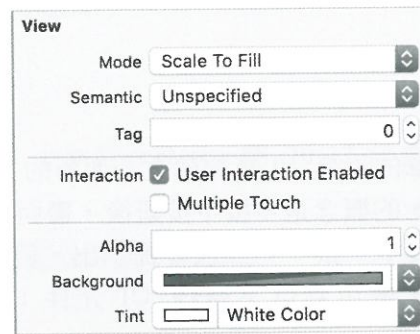 View
Mode Scale To Fill
Semantic Unspecified
Tag 0
Interaction User Interaction Enabled
Multiple Touch
Alpha 1
Background
Tint White Color